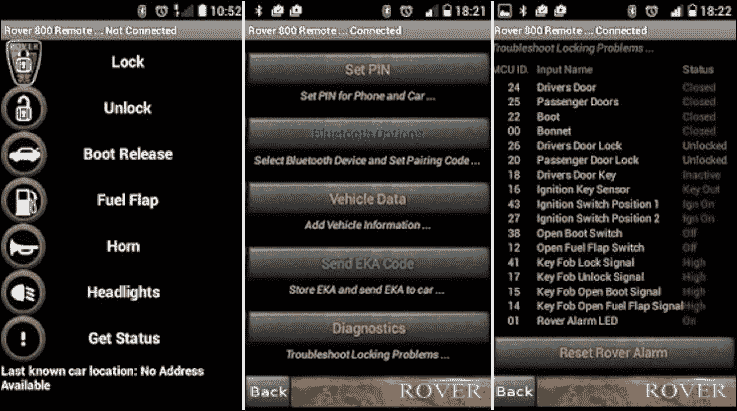 10:52
Rover 800 Remote ... Not Connected
ROVER
Lock
Unlock
Boot Release
Fuel Flap
Horn
Headlights
!
Get Status
Last known car location: No Address
Available
18:21
Rover 800 Remote ... Connected
Set PIN
Set PIN for Phone and Car ...
Bluetooth Options
Select Bluetooth Device and Set Pairing Code ...
Vehicle Data
Add Vehicle Information ...
Send EKA Code
Store EKA and send EKA to car ...
Diagnostics
Troubleshoot Locking Problems ...
Back
ROVER
18:22
Rover 800 Remote ... Connected
Troubleshoot Locking Problems ...
MCU ID. Input Name Status
24 Drivers Door Closed
25 Passenger Doors Closed
22 Boot Closed
00 Bonnet Closed
26 Drivers Door Lock Unlocked
20 Passenger Door Lock Unlocked
18 Drivers Door Key Inactive
16 Ignition Key Sensor Key Out
43 Ignition Switch Position 1 Ign On
27 Ignition Switch Position 2 Ign On
38 Open Boot Switch Off
12 Open Fuel Flap Switch Off
41 Key Fob Lock Signal High
17 Key Fob Unlock Signal High
15 Key Fob Open Boot Signal High
14 Key Fob Open Fuel Flap Signal High
01 Rover Alarm LED On
Reset Rover Alarm
Back
ROVER